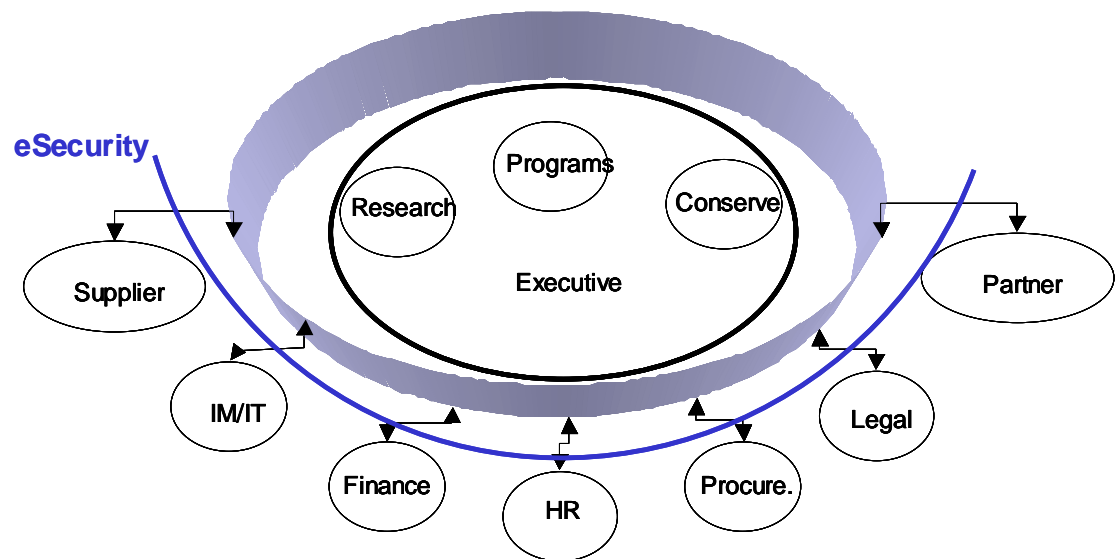 eSecurity
Programs
Research
Conserve
Executive
Supplier
Partner
IM/IT
Legal
Finance
HR
Procure.